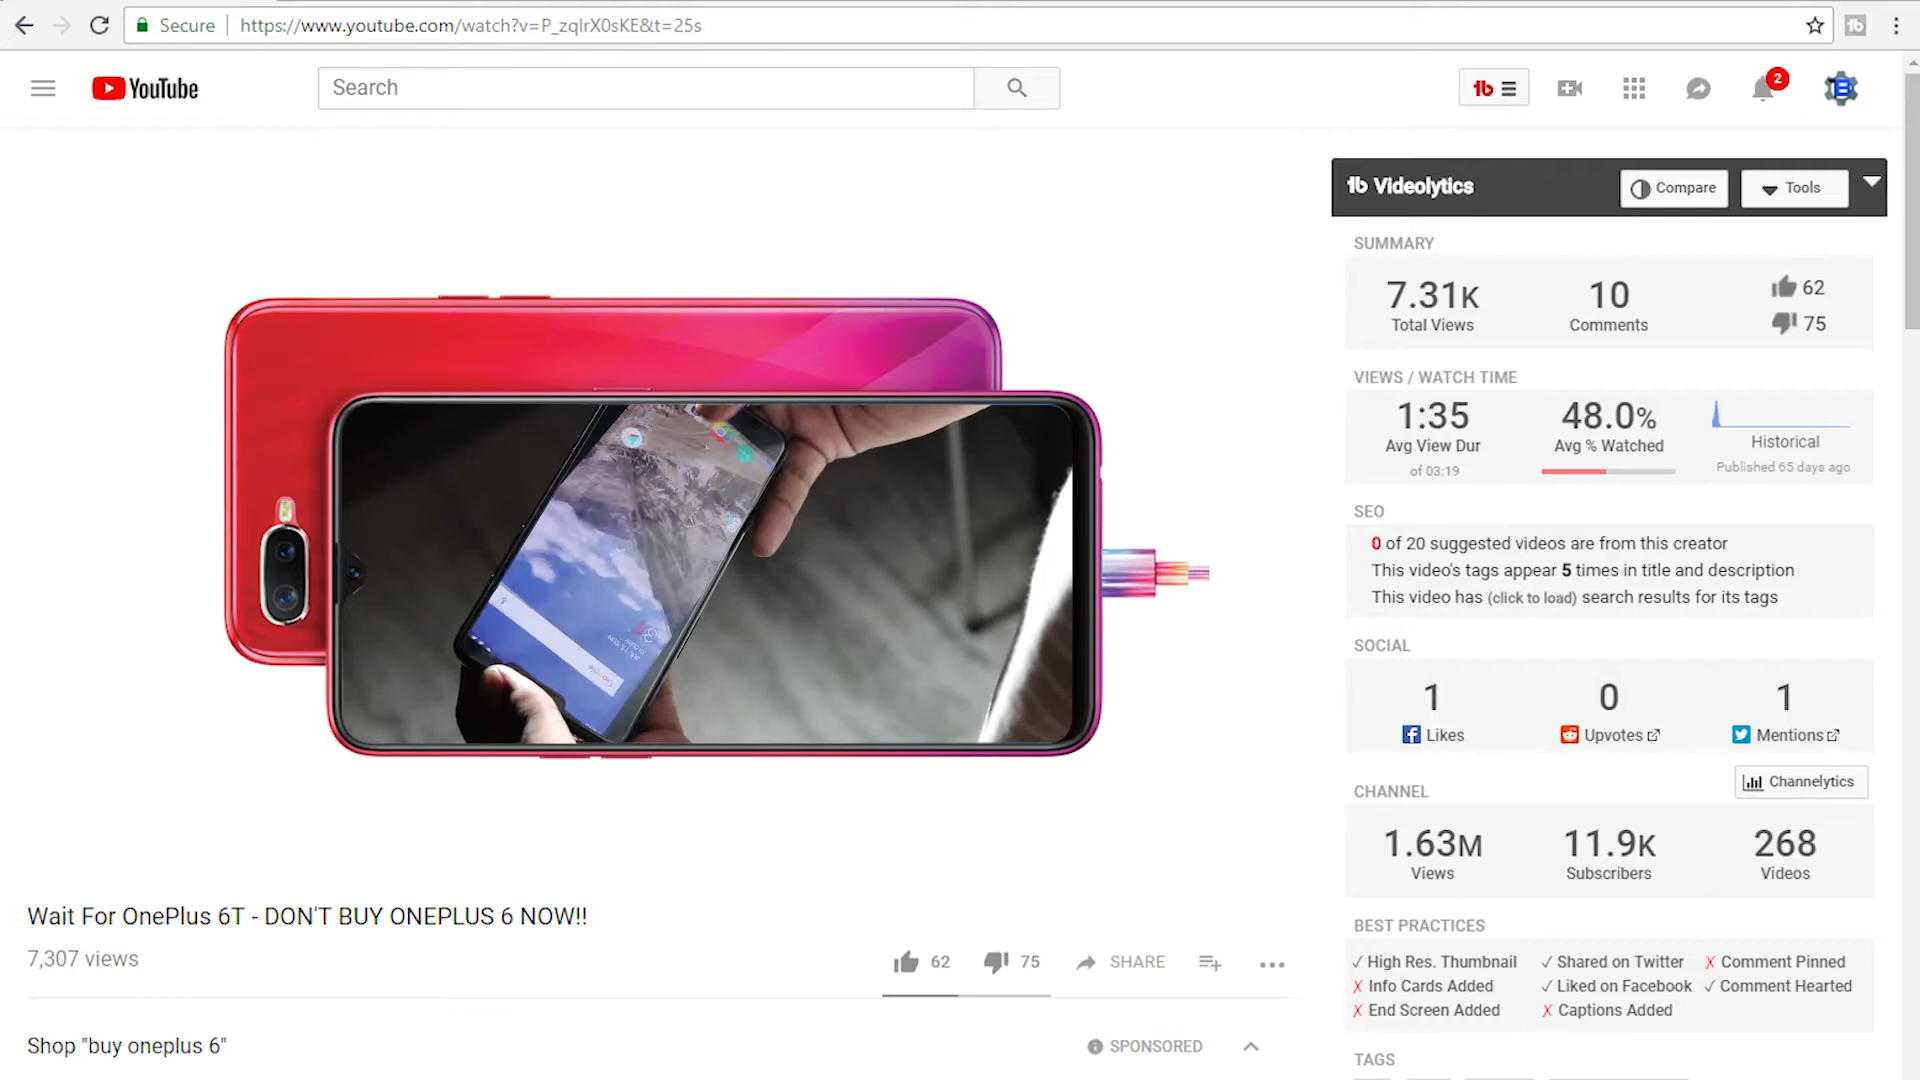 Secure
https://www.youtube.com/watch?v=P_zqlrX0sKE&t=25s
YouTube
Search
2
Videolytics
Compare
Tools
SUMMARY
7.31K
Total Views
10
Comments
62
75
VIEWS / WATCH TIME
1:35
Avg View Dur
of 03:19
48.0%
Avg % Watched
Historical
Published 65 days ago
SEO
0 of 20 suggested videos are from this creator
This video's tags appear 5 times in title and description
This video has (click to load) search results for its tags
SOCIAL
1
Likes
0
Upvotes
1
Mentions
CHANNEL
Channelytics
1.63M
Views
11.9K
Subscribers
268
Videos
BEST PRACTICES
✓ High Res. Thumbnail
✓ Shared on Twitter
✗ Comment Pinned
✗ Info Cards Added
✓ Liked on Facebook
✓ Comment Hearted
✗ End Screen Added
✗ Captions Added
TAGS
Wait For OnePlus 6T - DON'T BUY ONEPLUS 6 NOW!!
7,307 views
62
75
SHARE
Shop "buy oneplus 6"
SPONSORED